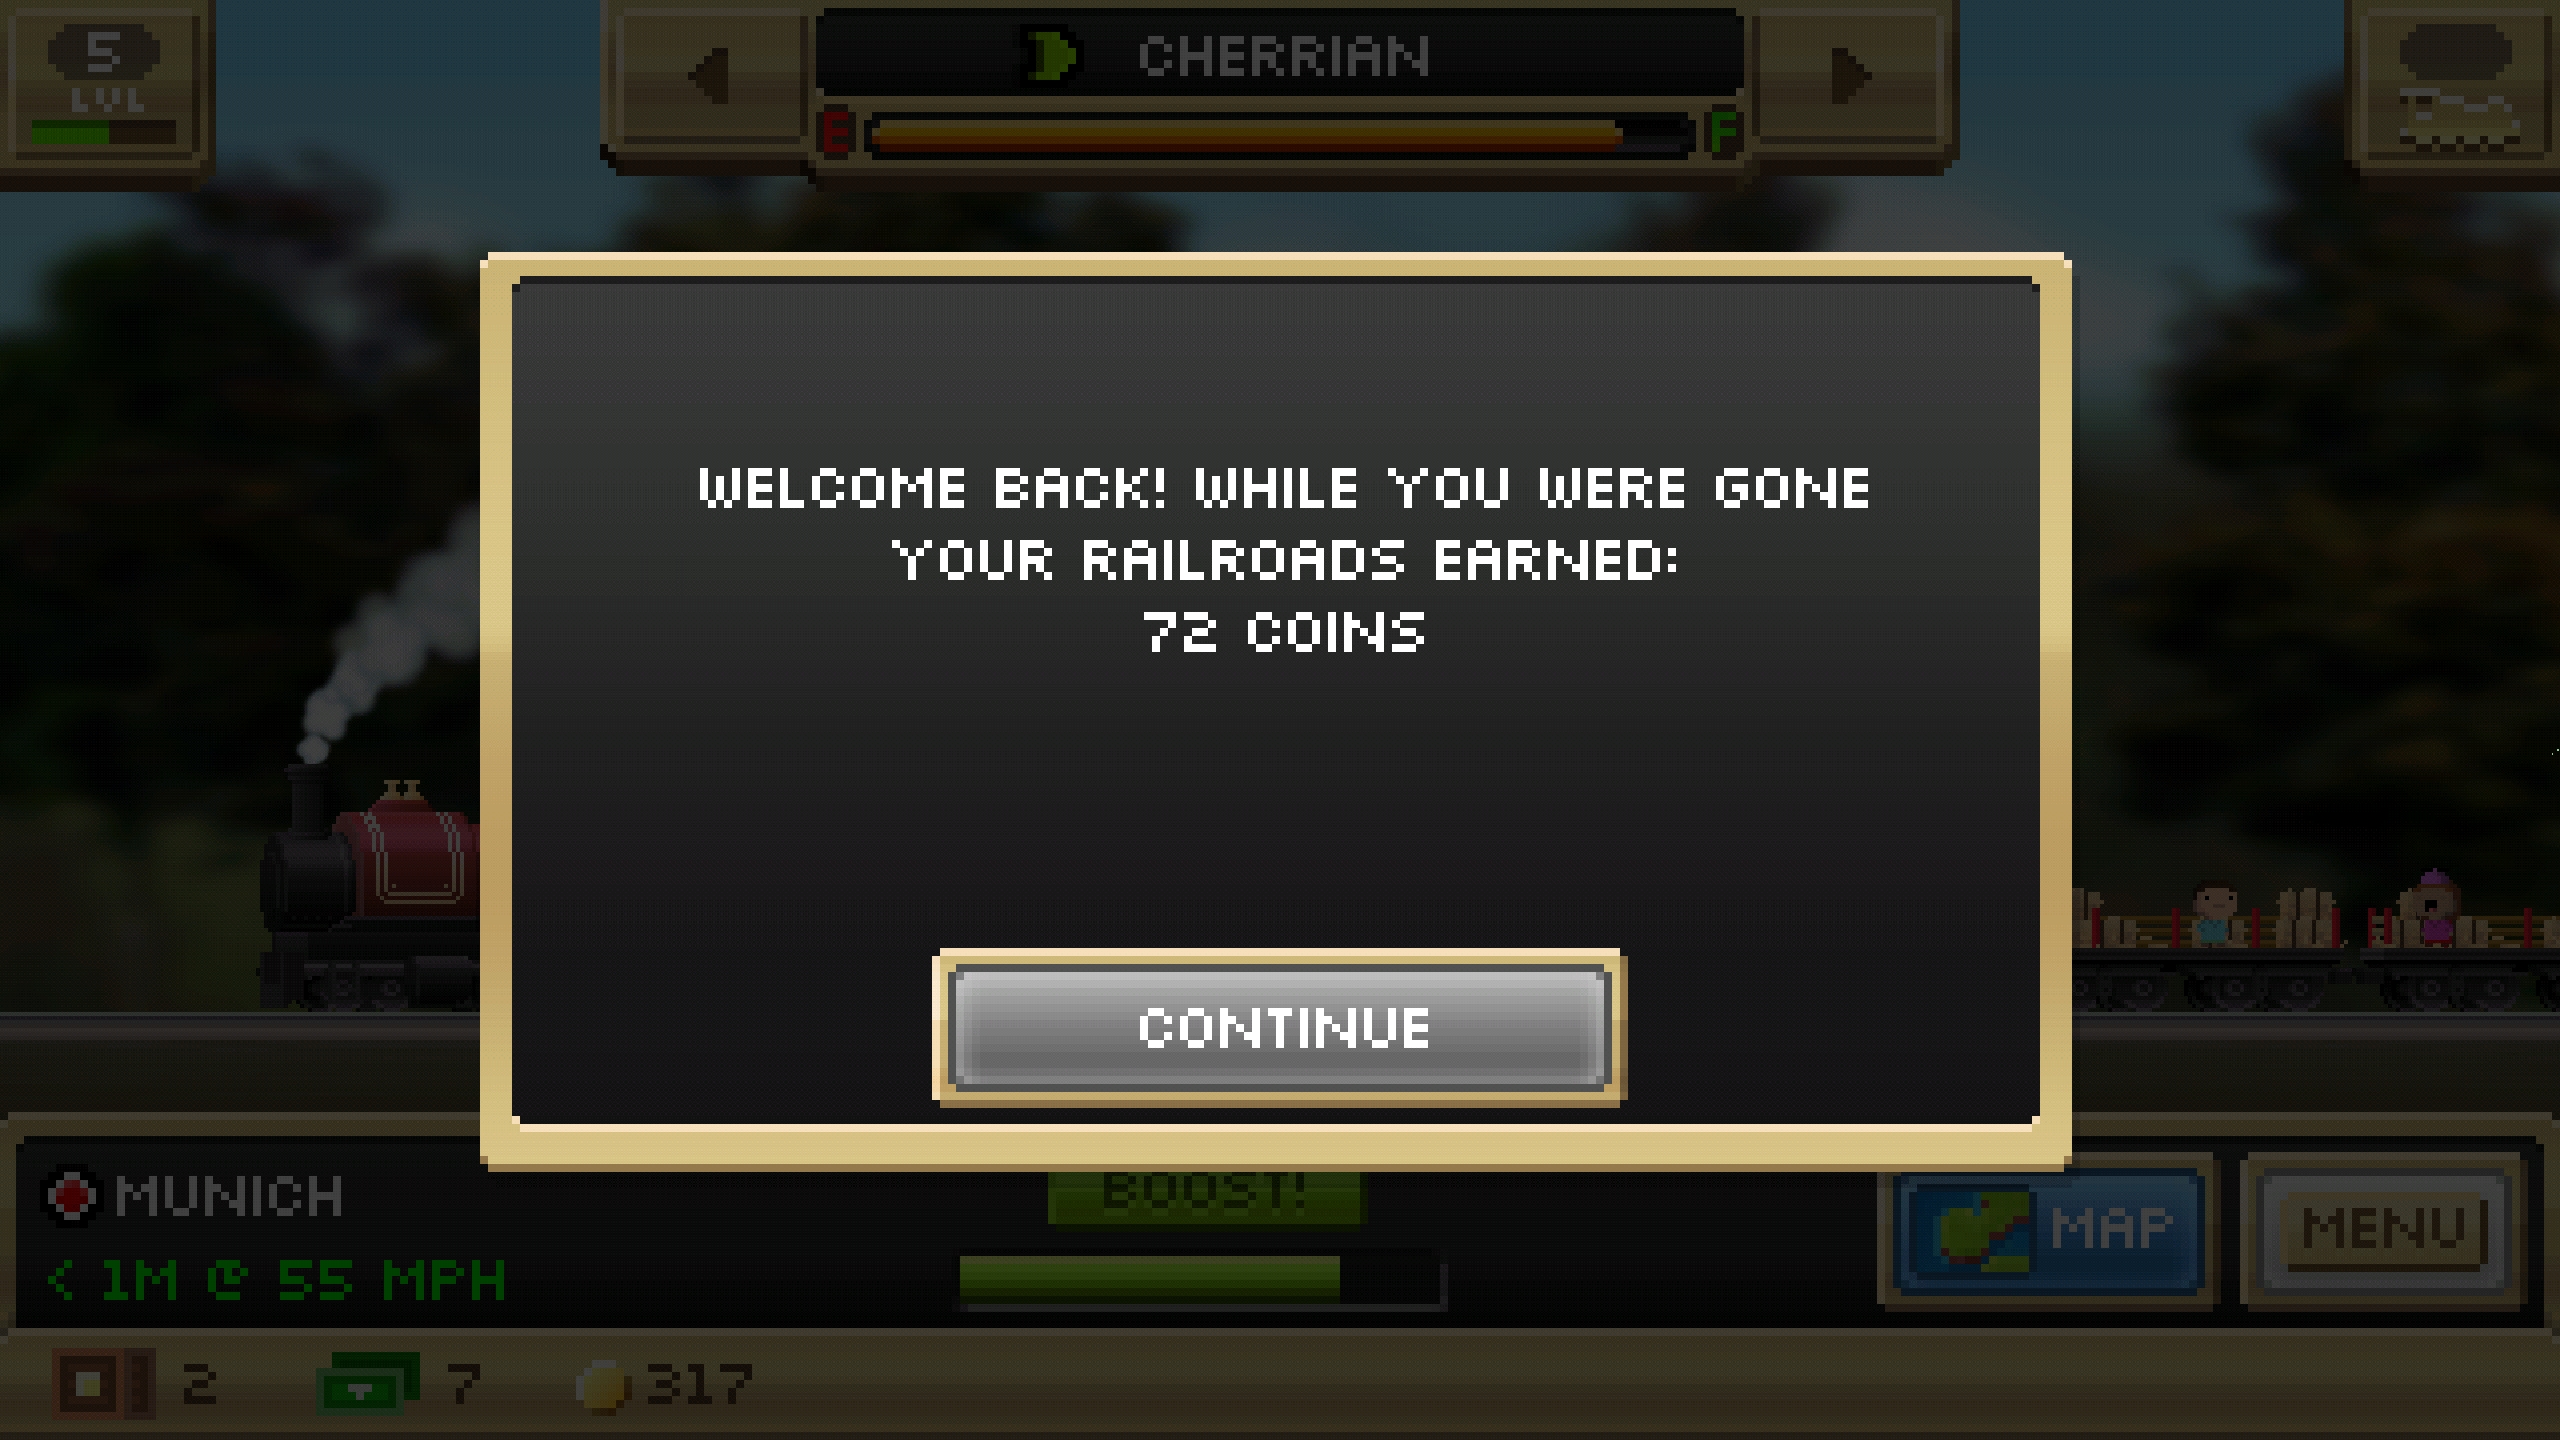 5
LVL
CHERRIAN
E F
WELCOME BACK! WHILE YOU WERE GONE
YOUR RAILROADS EARNED:
72 COINS
CONTINUE
MUNICH
< 1M @ 55 MPH
BOOST!
MAP
MENU
2 7 317